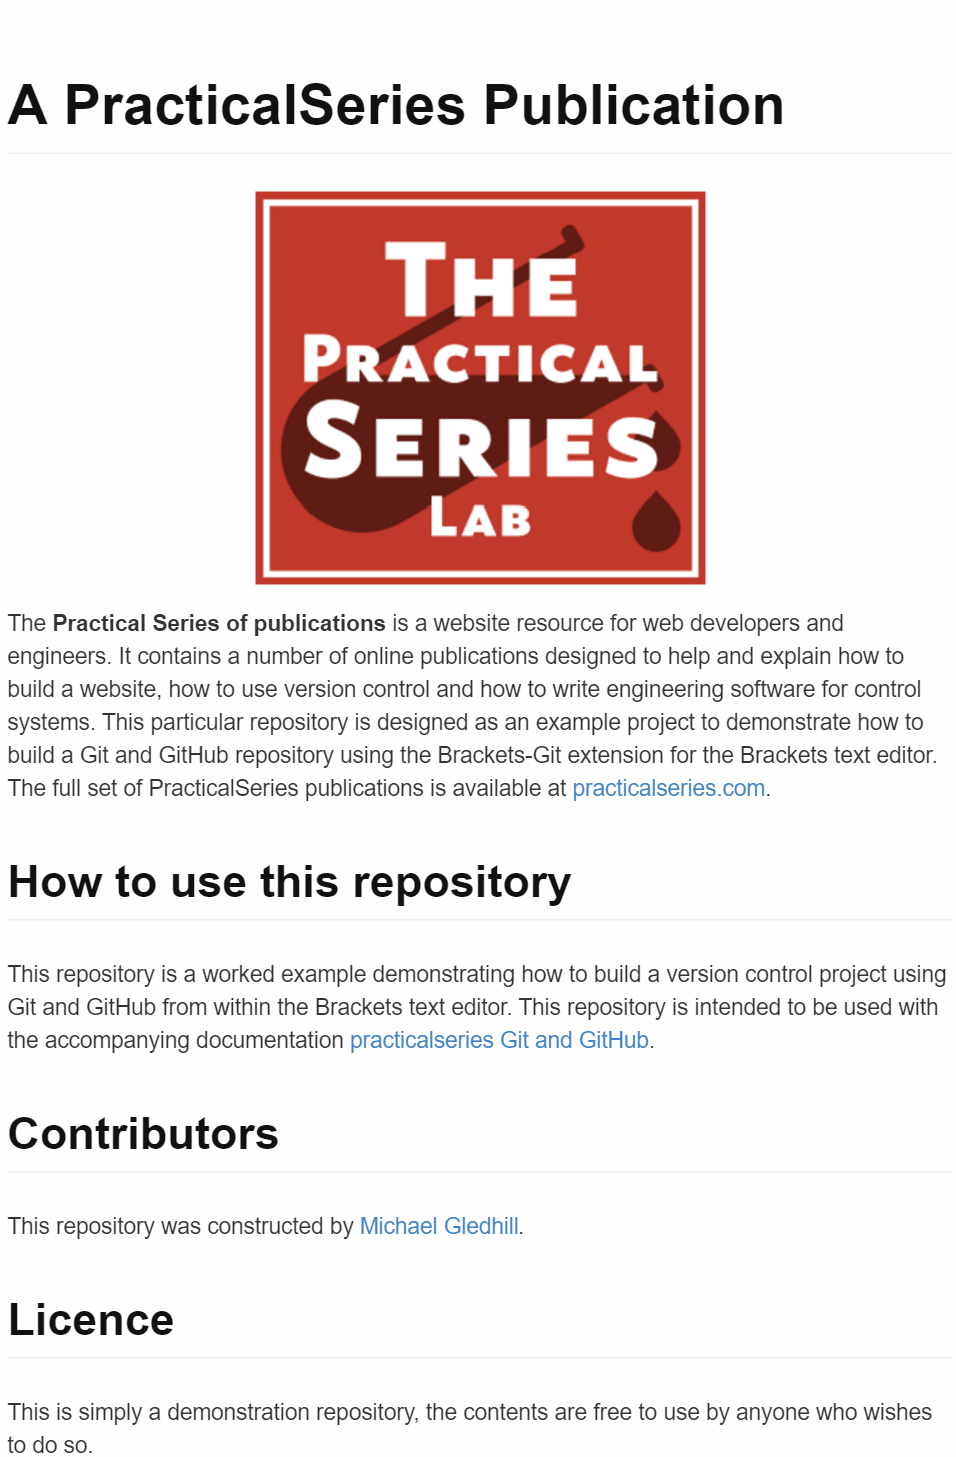 A PracticalSeries Publication
THE
PRACTICAL
SERIES
LAB
The Practical Series of publications is a website resource for web developers and
engineers. It contains a number of online publications designed to help and explain how to
build a website, how to use version control and how to write engineering software for control
systems. This particular repository is designed as an example project to demonstrate how to
build a Git and GitHub repository using the Brackets-Git extension for the Brackets text editor.
The full set of PracticalSeries publications is available at practicalseries.com.
How to use this repository
This repository is a worked example demonstrating how to build a version control project using
Git and GitHub from within the Brackets text editor. This repository is intended to be used with
the accompanying documentation practicalseries Git and GitHub.
Contributors
This repository was constructed by Michael Gledhill.
Licence
This is simply a demonstration repository, the contents are free to use by anyone who wishes
to do so.